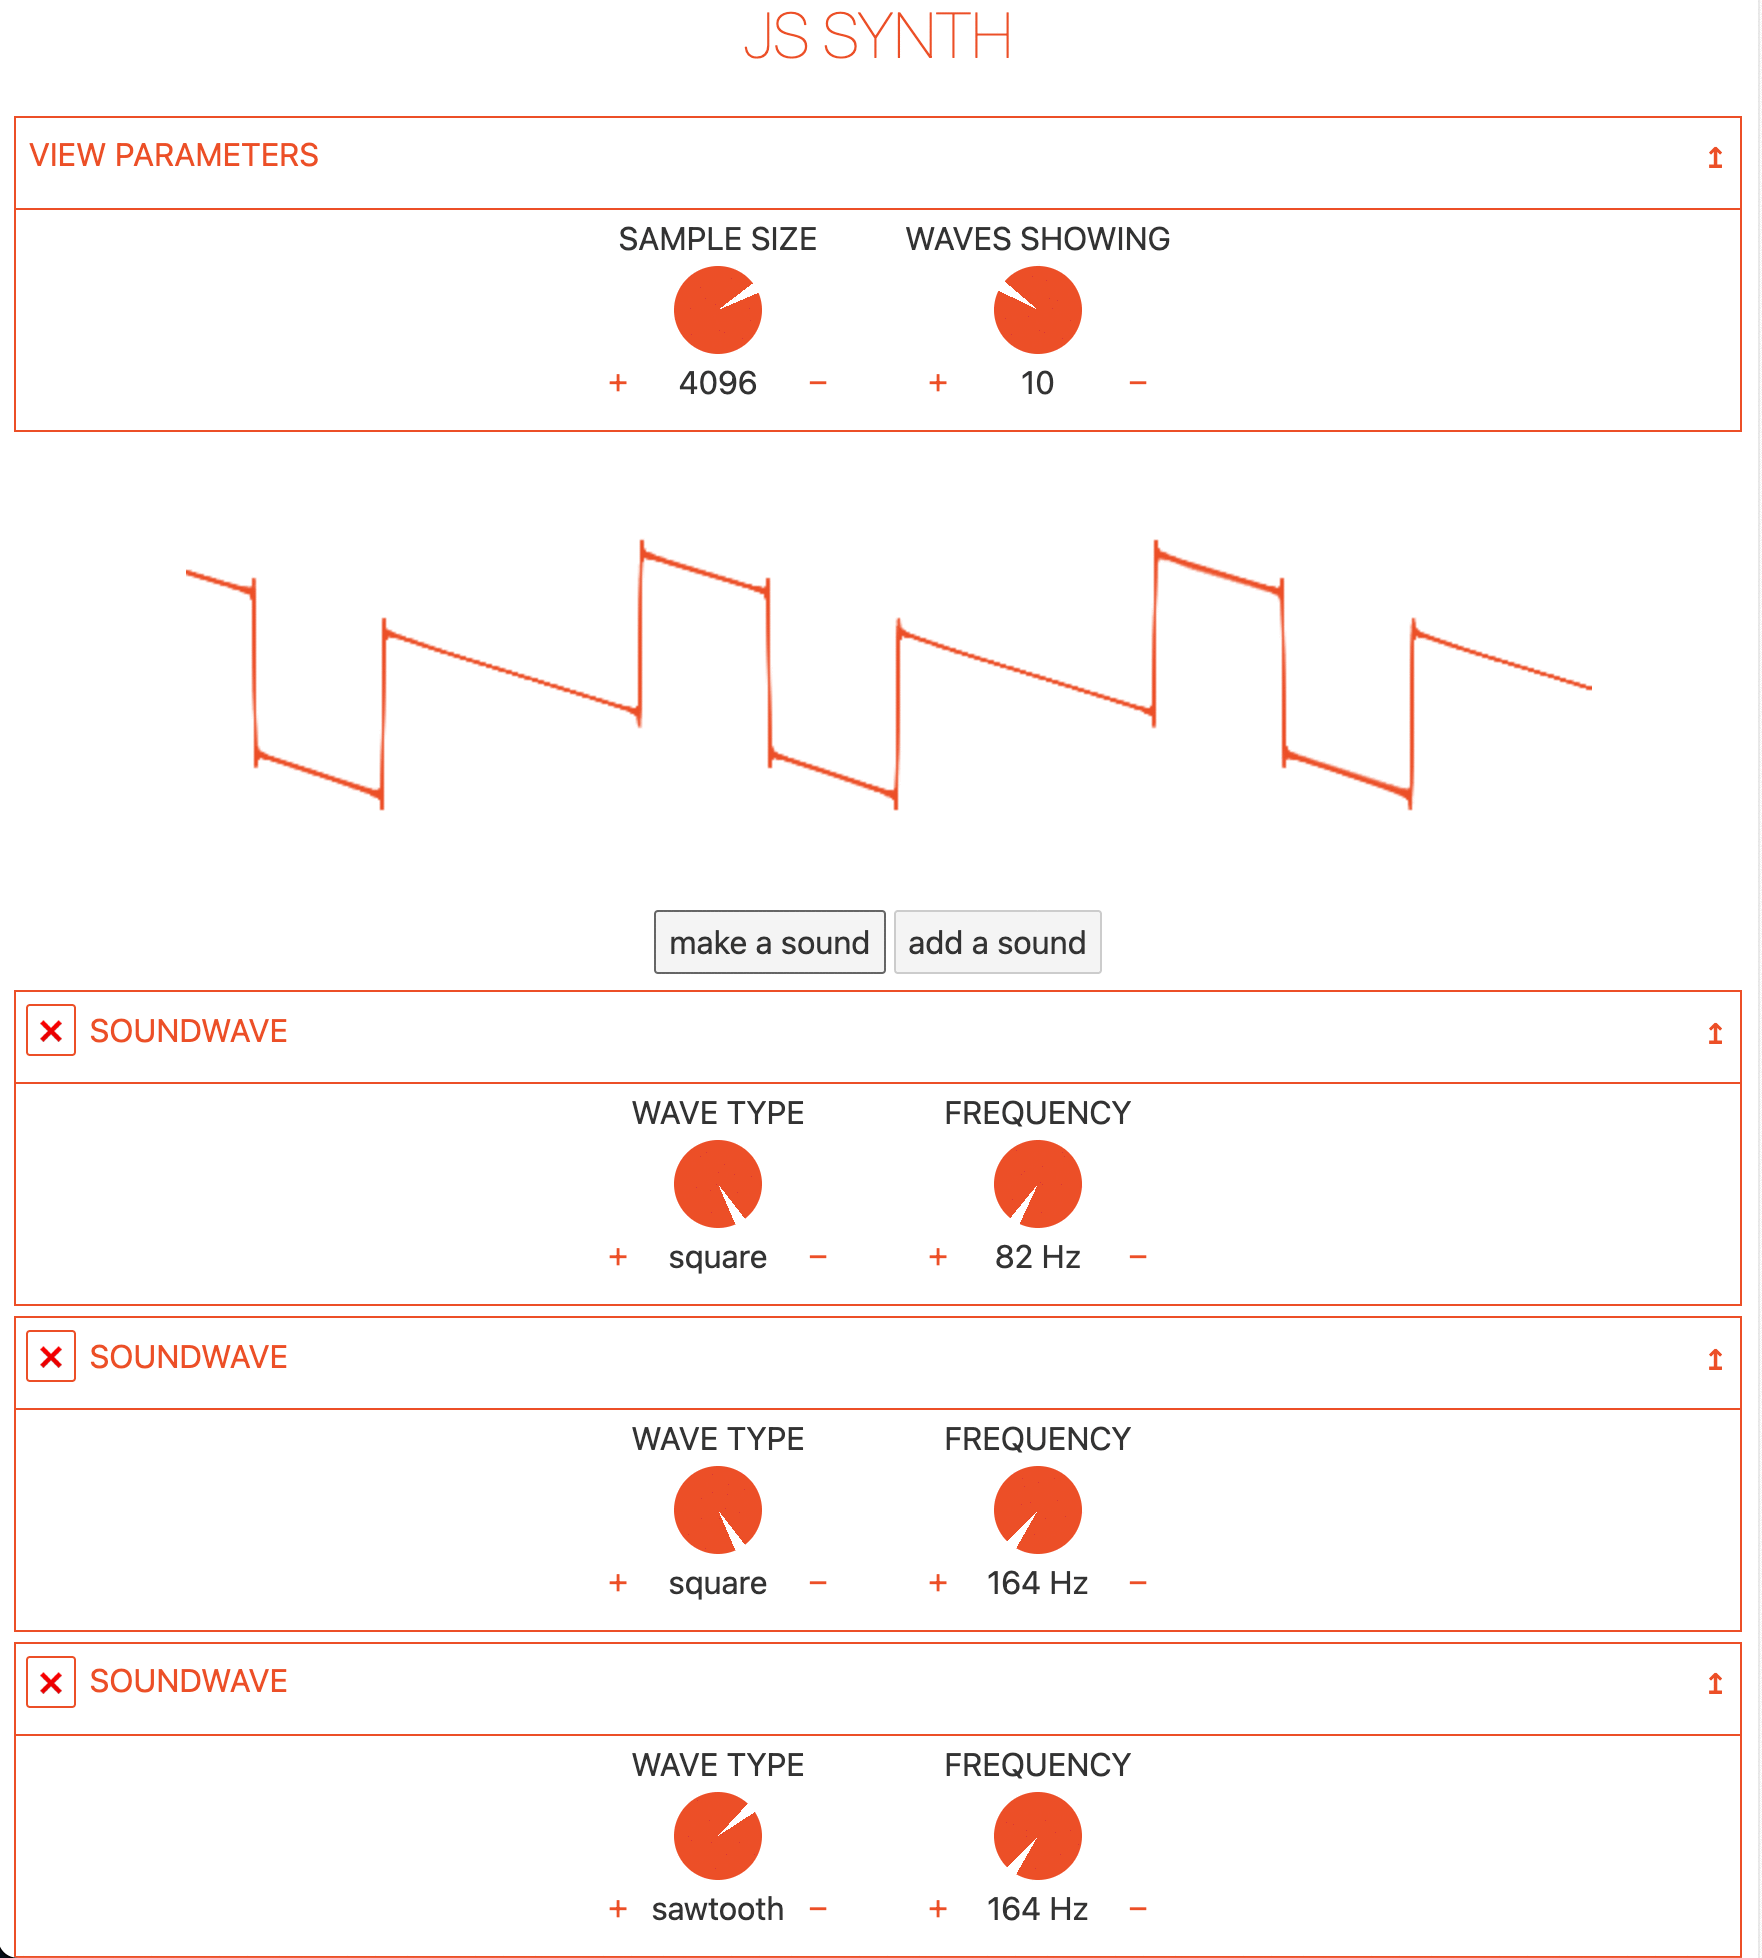 JS SYNTH
VIEW PARAMETERS ↥
SAMPLE SIZE WAVES SHOWING
+ 4096 − + 10 −
make a sound add a sound
× SOUNDWAVE ↥
WAVE TYPE FREQUENCY
+ square − + 82 Hz −
× SOUNDWAVE ↥
WAVE TYPE FREQUENCY
+ square − + 164 Hz −
× SOUNDWAVE ↥
WAVE TYPE FREQUENCY
+ sawtooth − + 164 Hz −